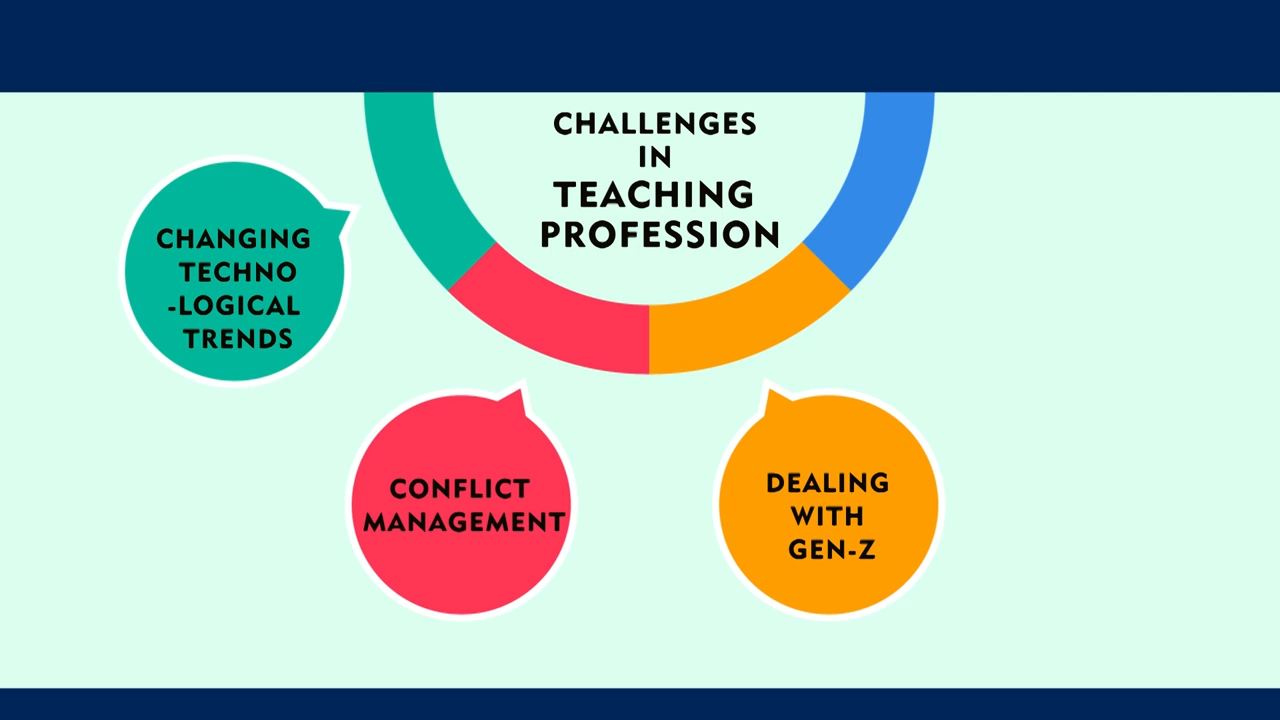 CHALLENGES
IN
TEACHING
PROFESSION
CHANGING
TECHNO
-LOGICAL
TRENDS
CONFLICT
MANAGEMENT
DEALING
WITH
GEN-Z